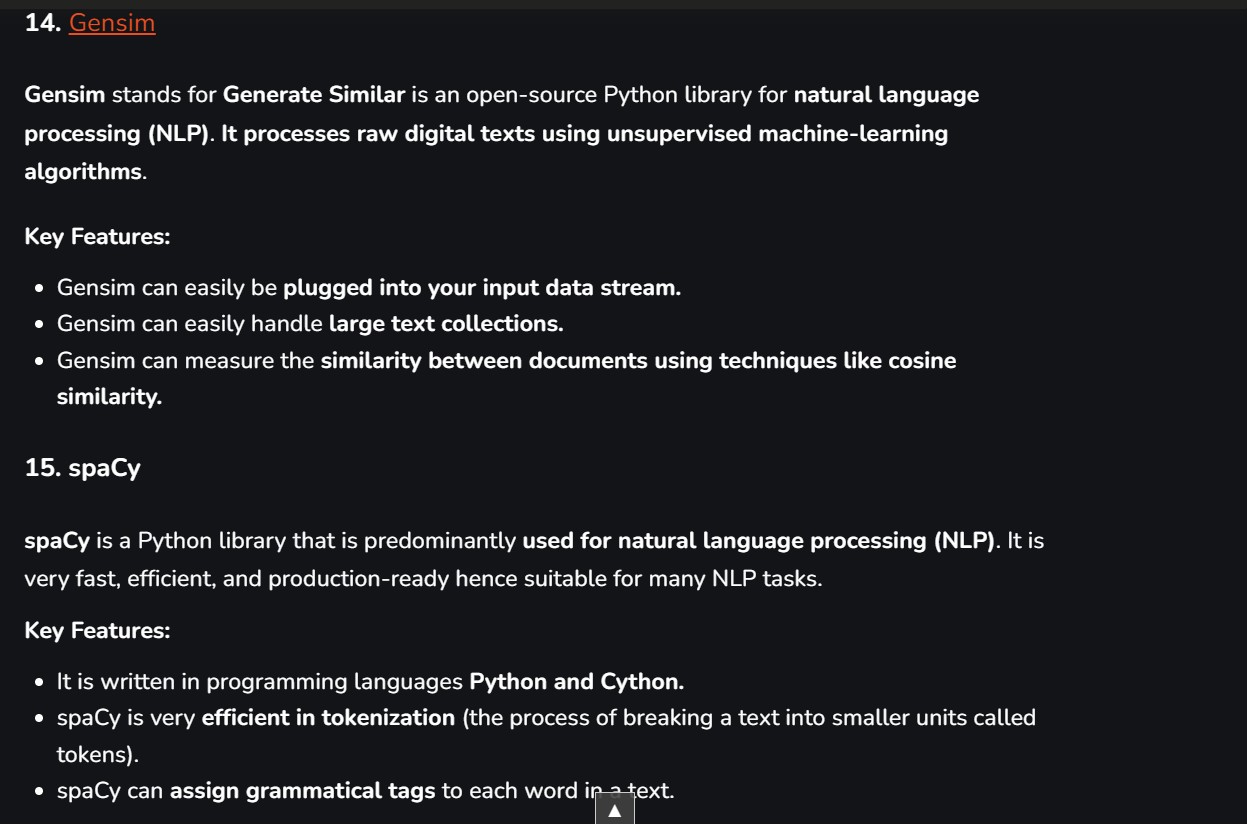 14. Gensim
Gensim stands for Generate Similar is an open-source Python library for natural language
processing (NLP). It processes raw digital texts using unsupervised machine-learning
algorithms.
Key Features:
• Gensim can easily be plugged into your input data stream.
• Gensim can easily handle large text collections.
• Gensim can measure the similarity between documents using techniques like cosine
similarity.
15. spaCy
spaCy is a Python library that is predominantly used for natural language processing (NLP). It is
very fast, efficient, and production-ready hence suitable for many NLP tasks.
Key Features:
• It is written in programming languages Python and Cython.
• spaCy is very efficient in tokenization (the process of breaking a text into smaller units called
tokens).
• spaCy can assign grammatical tags to each word in a text.